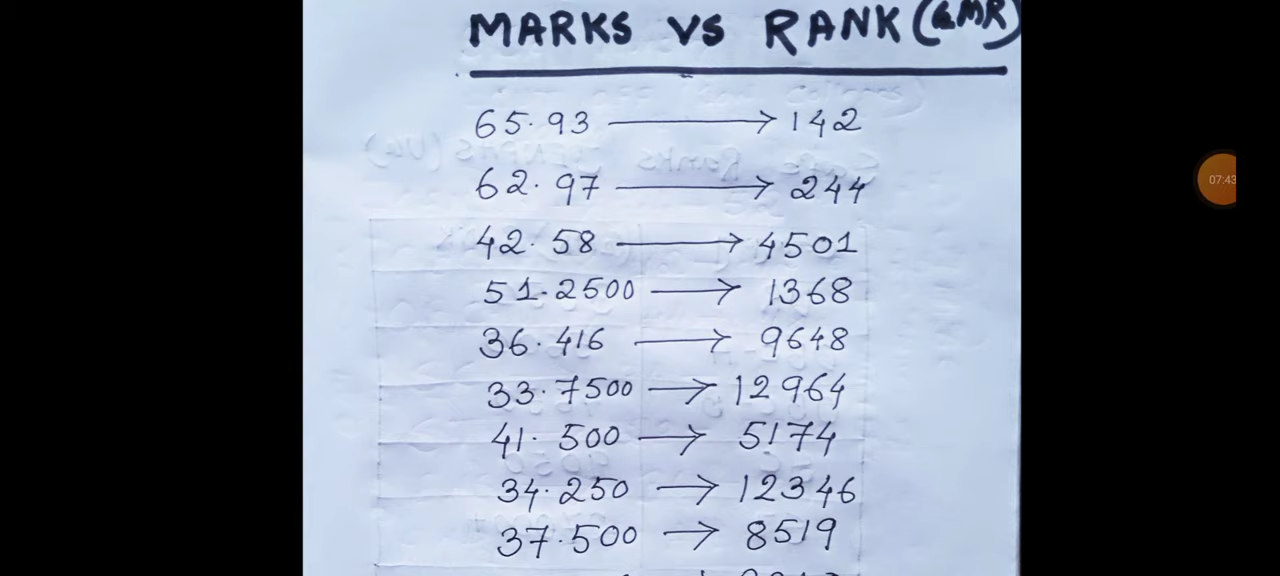 MARKS VS RANK (GMR)
65.93 → 142
62.97 → 244
42.58 → 4501
51.2500 → 1368
36.416 → 9648
33.7500 → 12964
41.500 → 5174
34.250 → 12346
37.500 → 8519
07:43